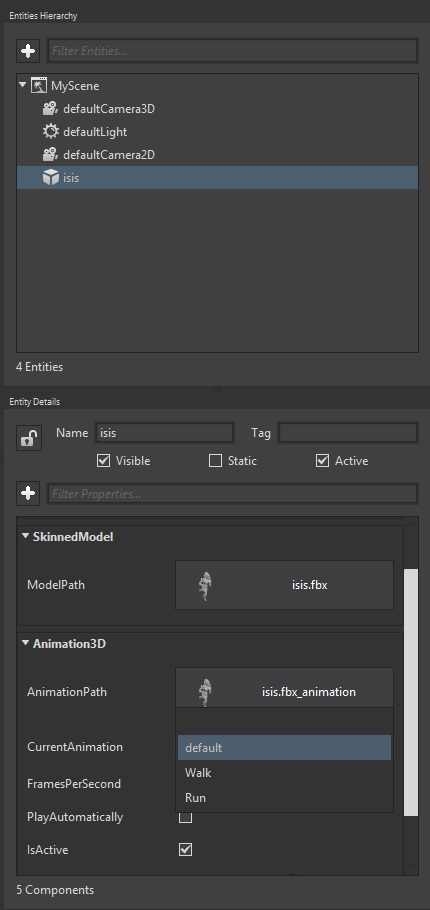 Entities Hierarchy
Filter Entities...
MyScene
defaultCamera3D
defaultLight
defaultCamera2D
isis
4 Entities
Entity Details
Name isis Tag
Visible Static Active
Filter Properties...
SkinnedModel
ModelPath isis.fbx
Animation3D
AnimationPath isis.fbx_animation
CurrentAnimation default
Walk
FramesPerSecond
Run
PlayAutomatically
IsActive
5 Components